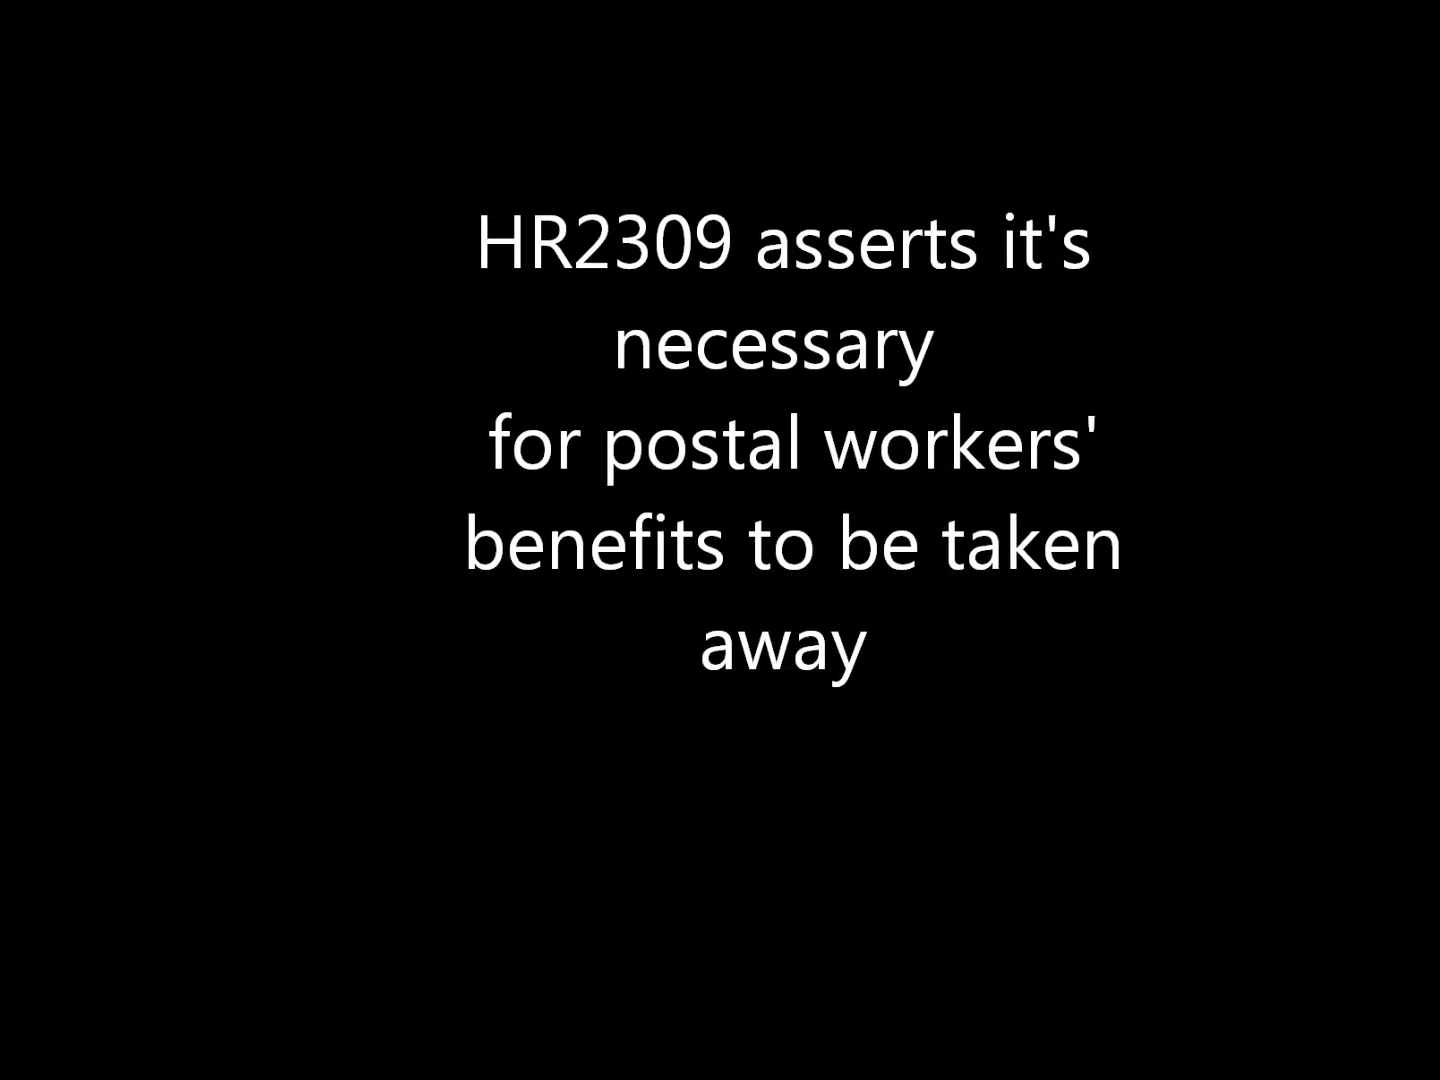 HR2309 asserts it's
necessary
for postal workers'
benefits to be taken
away